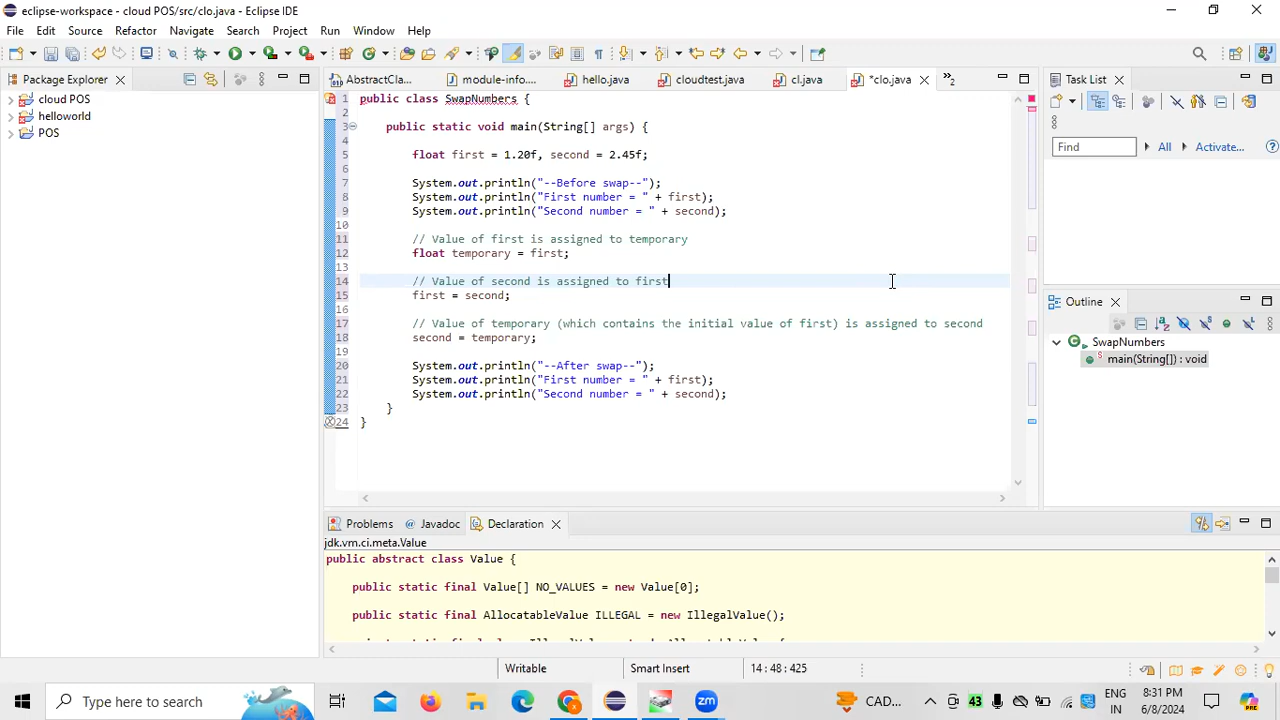 eclipse-workspace - cloud POS/src/clo.java - Eclipse IDE
File Edit Source Refactor Navigate Search Project Run Window Help
Package Explorer
AbstractCla...
module-info....
hello.java
cloudtest.java
cl.java
*clo.java
»2
Task List
cloud POS
helloworld
POS
1 public class SwapNumbers {
2
3 public static void main(String[] args) {
4
5 float first = 1.20f, second = 2.45f;
6
7 System.out.println("--Before swap--");
8 System.out.println("First number = " + first);
9 System.out.println("Second number = " + second);
10
11 // Value of first is assigned to temporary
12 float temporary = first;
13
14 // Value of second is assigned to first
15 first = second;
16
17 // Value of temporary (which contains the initial value of first) is assigned to second
18 second = temporary;
19
20 System.out.println("--After swap--");
21 System.out.println("First number = " + first);
22 System.out.println("Second number = " + second);
23 }
24 }
Find
All
Activate...
Outline
SwapNumbers
main(String[]) : void
Problems
Javadoc
Declaration
jdk.vm.ci.meta.Value
public abstract class Value {
public static final Value[] NO_VALUES = new Value[0];
public static final AllocatableValue ILLEGAL = new IllegalValue();
Writable
Smart Insert
14 : 48 : 425
Type here to search
CAD...
43
ENG
IN
8:31 PM
6/8/2024